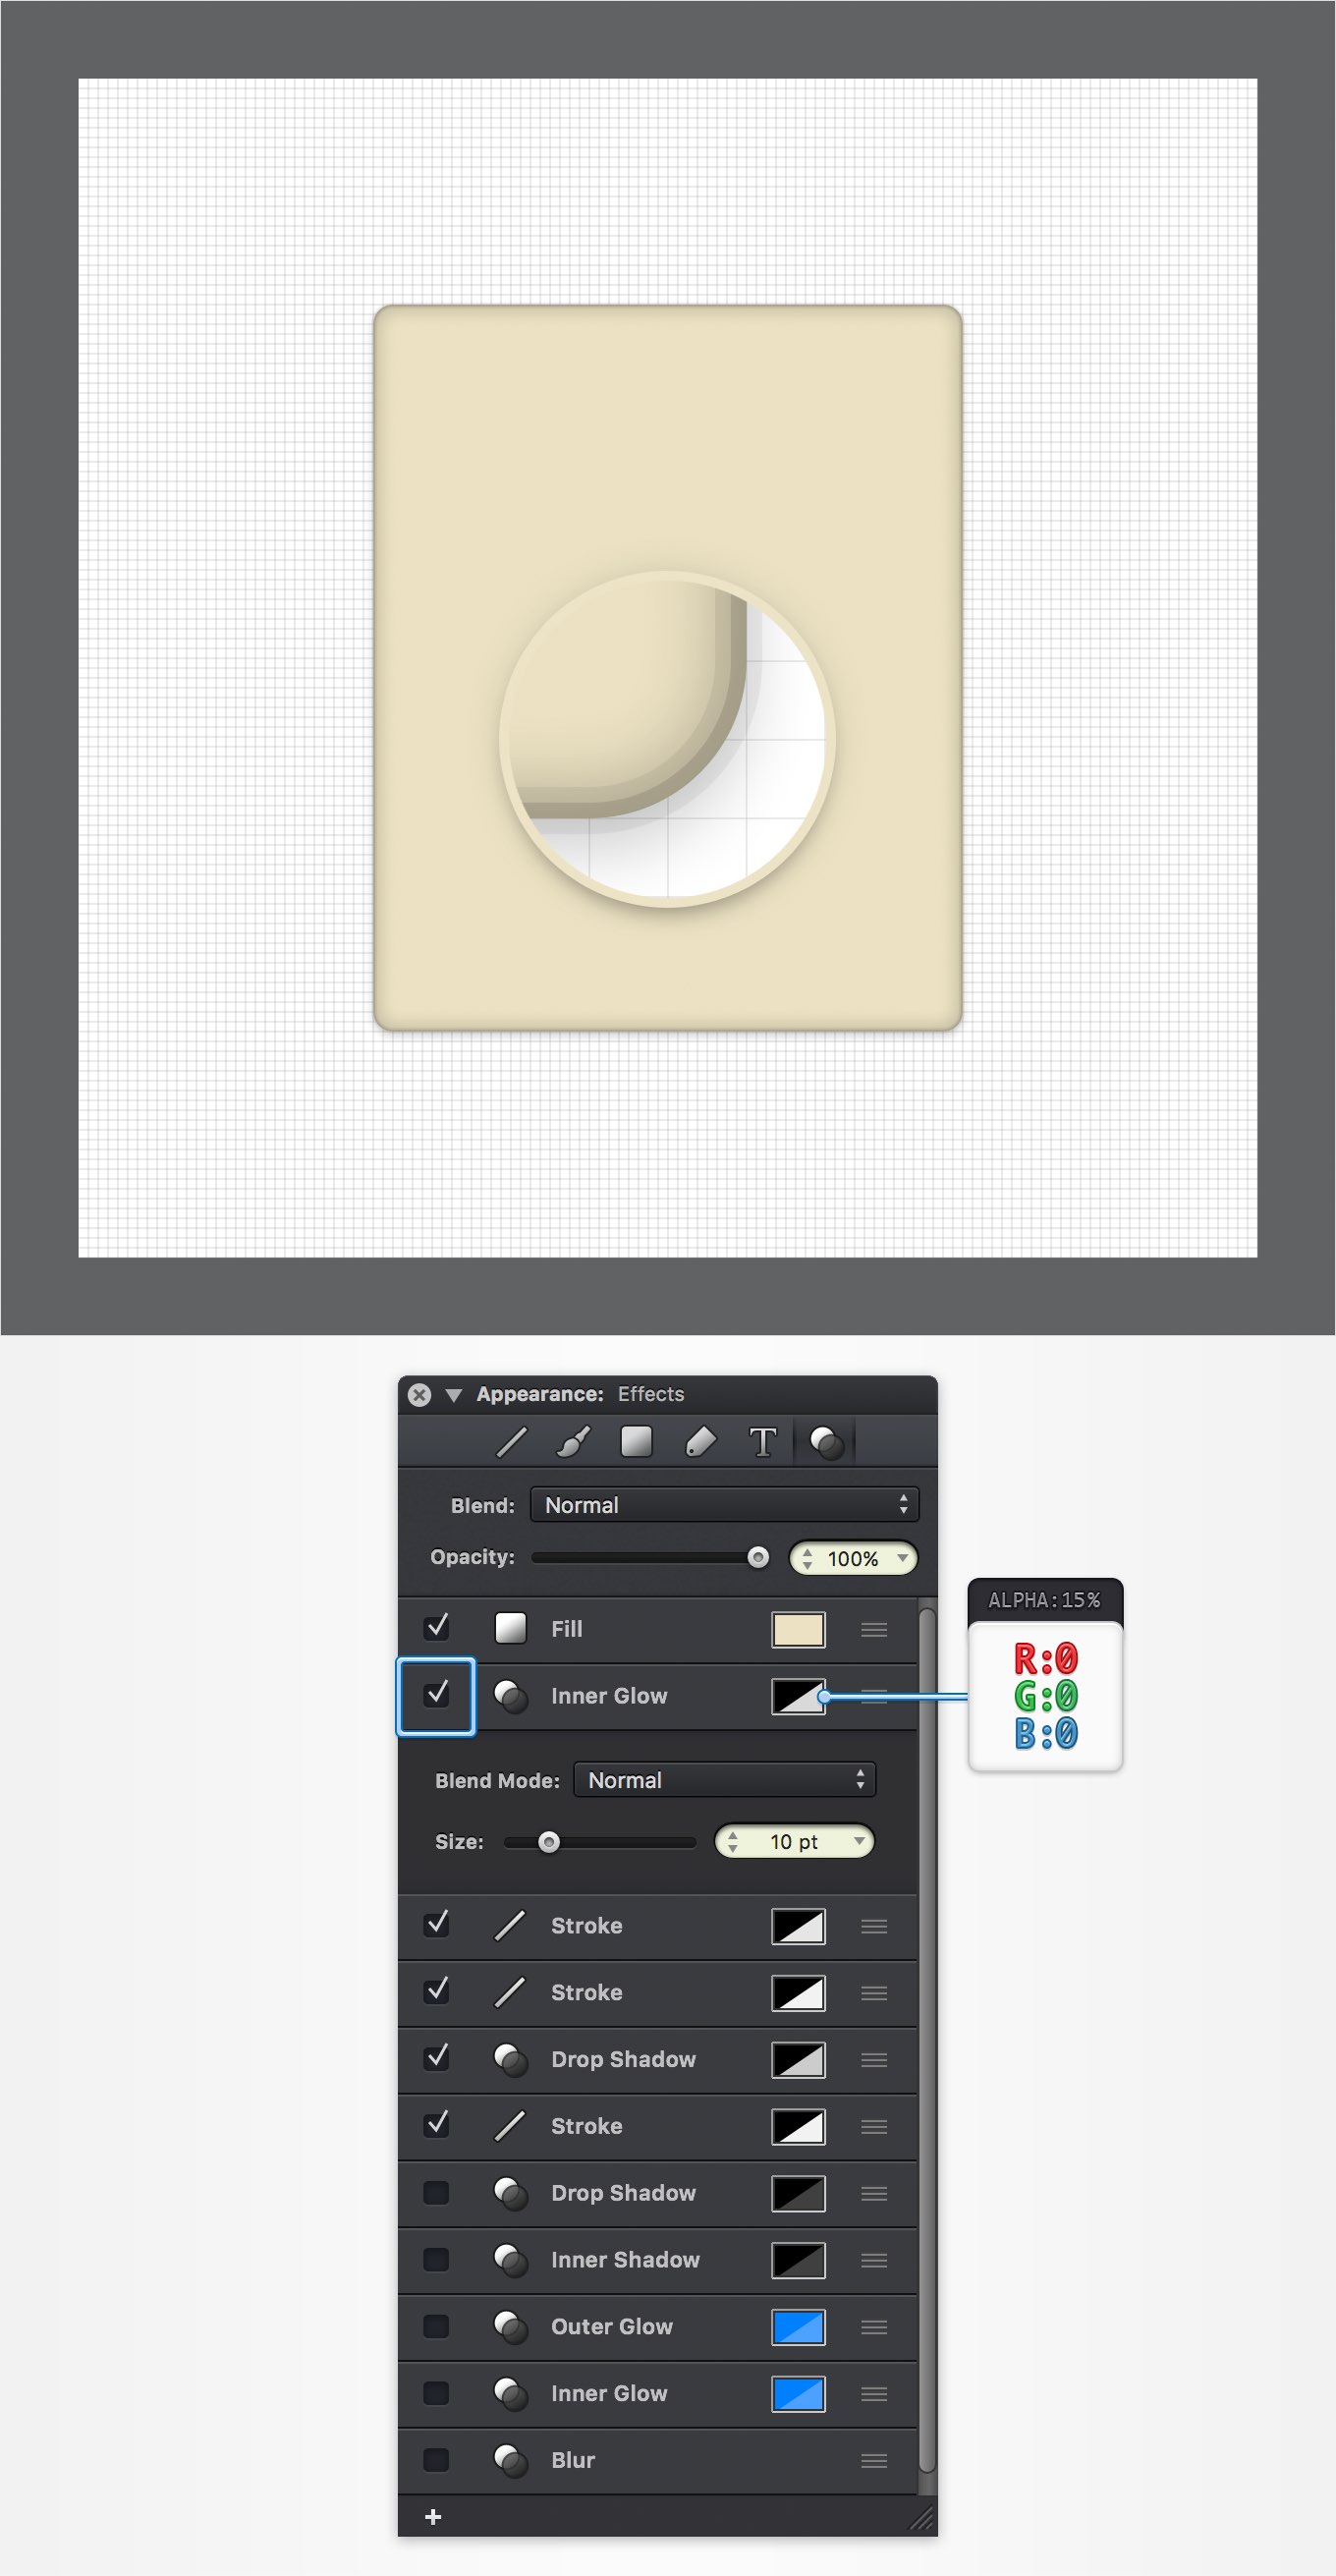 Appearance: Effects
T
Blend: Normal
Opacity: 100%
Fill
ALPHA:15%
R:0
G:0
B:0
Inner Glow
Blend Mode: Normal
Size: 10 pt
Stroke
Stroke
Drop Shadow
Stroke
Drop Shadow
Inner Shadow
Outer Glow
Inner Glow
Blur